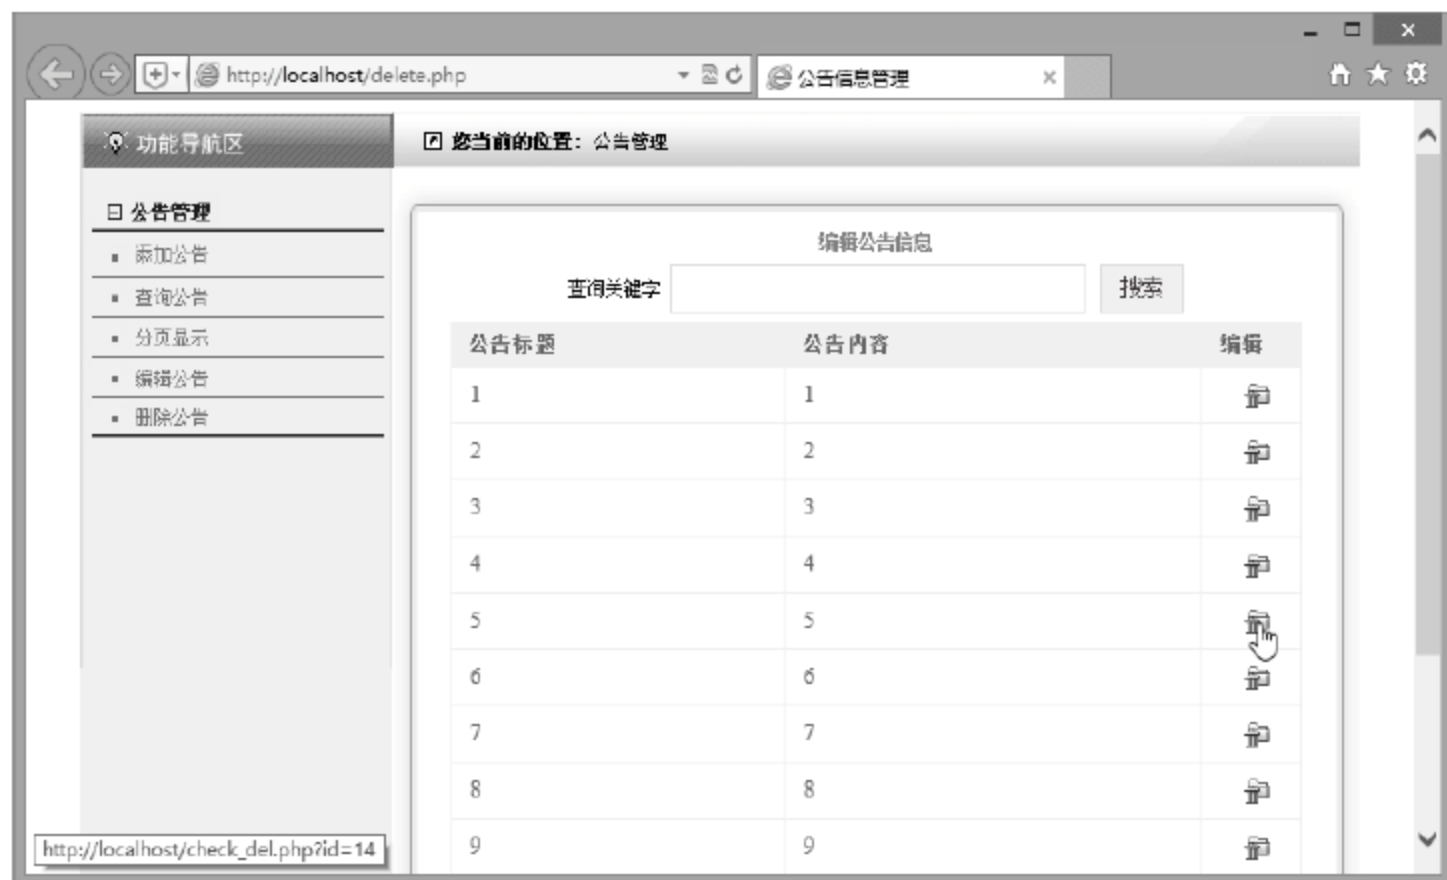 http://localhost/delete.php
公告信息管理
功能导航区
您当前的位置：公告管理
公告管理
添加公告
查询公告
分页显示
编辑公告
删除公告
编辑公告信息
查询关键字 搜索
公告标题 公告内容 编辑
1 1
2 2
3 3
4 4
5 5
6 6
7 7
8 8
9 9
http://localhost/check_del.php?id=14